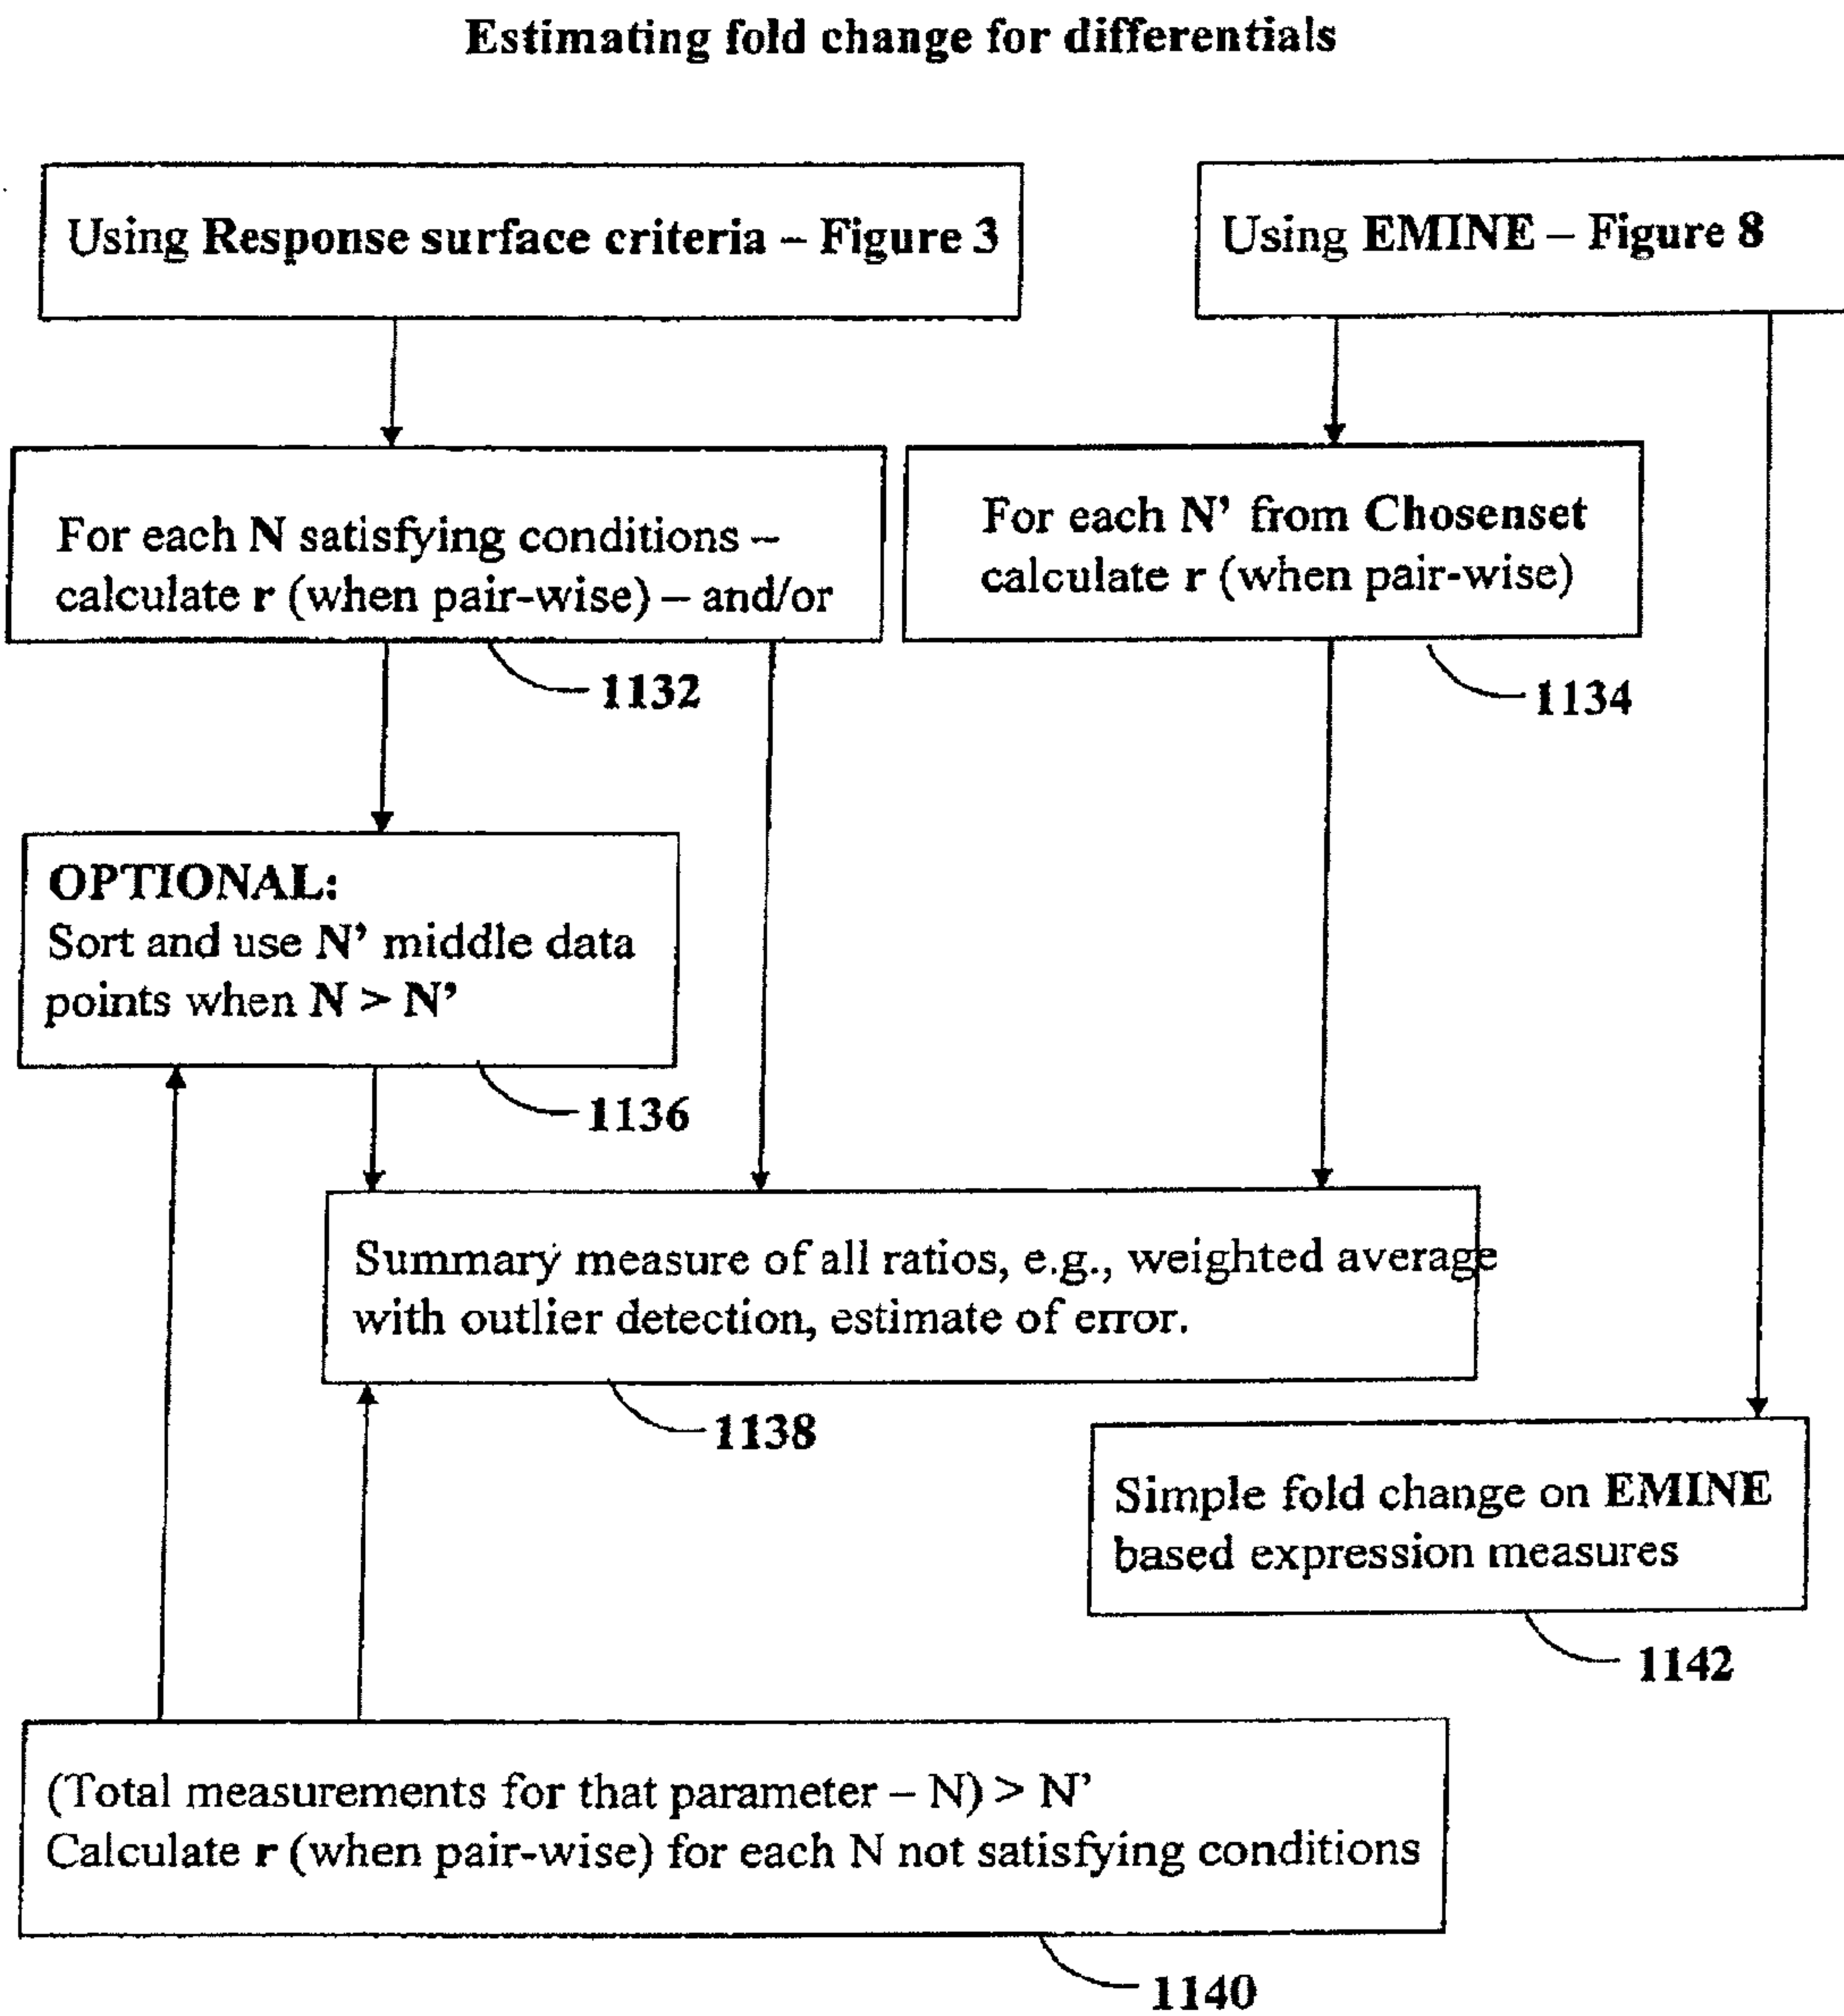 Estimating fold change for differentials
Using Response surface criteria – Figure 3
Using EMINE – Figure 8
For each N satisfying conditions –
calculate r (when pair-wise) – and/or
1132
For each N’ from Chosenset
calculate r (when pair-wise)
1134
OPTIONAL:
Sort and use N’ middle data
points when N > N’
1136
Summary measure of all ratios, e.g., weighted average
with outlier detection, estimate of error.
1138
Simple fold change on EMINE
based expression measures
1142
(Total measurements for that parameter – N) > N’
Calculate r (when pair-wise) for each N not satisfying conditions
1140